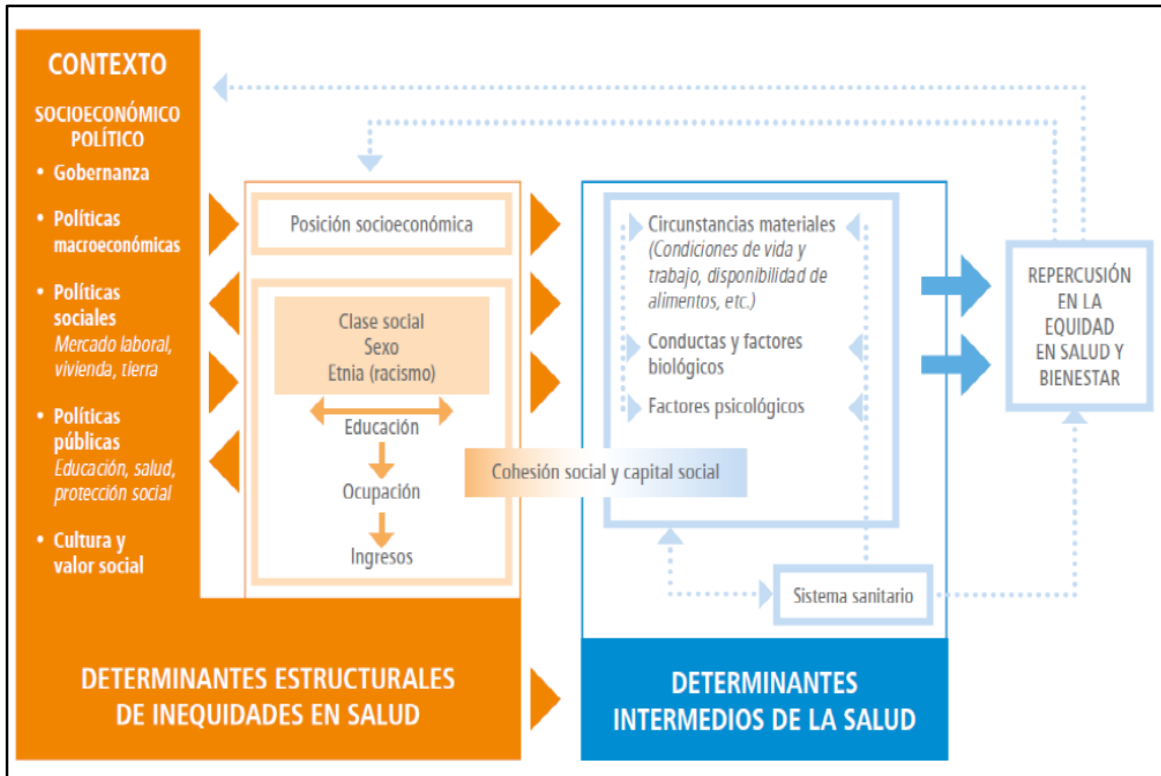 CONTEXTO
SOCIOECONÓMICO
POLÍTICO
• Gobernanza
• Políticas
macroeconómicas
• Políticas
sociales
Mercado laboral,
vivienda, tierra
• Políticas
públicas
Educación, salud,
protección social
• Cultura y
valor social
Posición socioeconómica
Clase social
Sexo
Etnia (racismo)
Educación
Ocupación
Ingresos
Cohesión social y capital social
Circunstancias materiales
(Condiciones de vida y
trabajo, disponibilidad de
alimentos, etc.)
Conductas y factores
biológicos
Factores psicológicos
Sistema sanitario
REPERCUSIÓN
EN LA
EQUIDAD
EN SALUD Y
BIENESTAR
DETERMINANTES ESTRUCTURALES
DE INEQUIDADES EN SALUD
DETERMINANTES
INTERMEDIOS DE LA SALUD